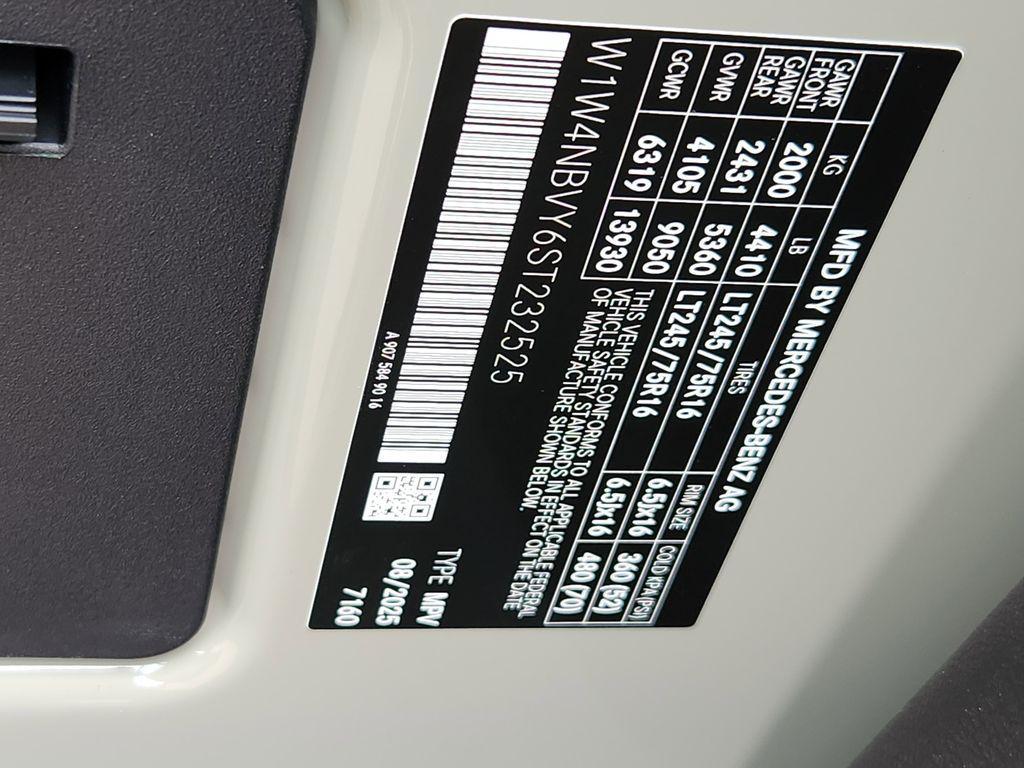 MFD BY MERCEDES-BENZ AG
KG LB TIRES RIM SIZE COLD KPA (PSI)
GAWR FRONT 2000 4410 LT245/75R16 6.5x16 360 (52)
GAWR REAR 2431 5360 LT245/75R16 6.5x16 480 (70)
GVWR 4105 9050
GCWR 6319 13930
THIS VEHICLE CONFORMS TO ALL APPLICABLE FEDERAL
VEHICLE SAFETY STANDARDS IN EFFECT ON THE DATE
OF MANUFACTURE SHOWN BELOW.
W1W4NBVY6ST232525
TYPE MPV
08/2025
7160
A 907 584 90 16